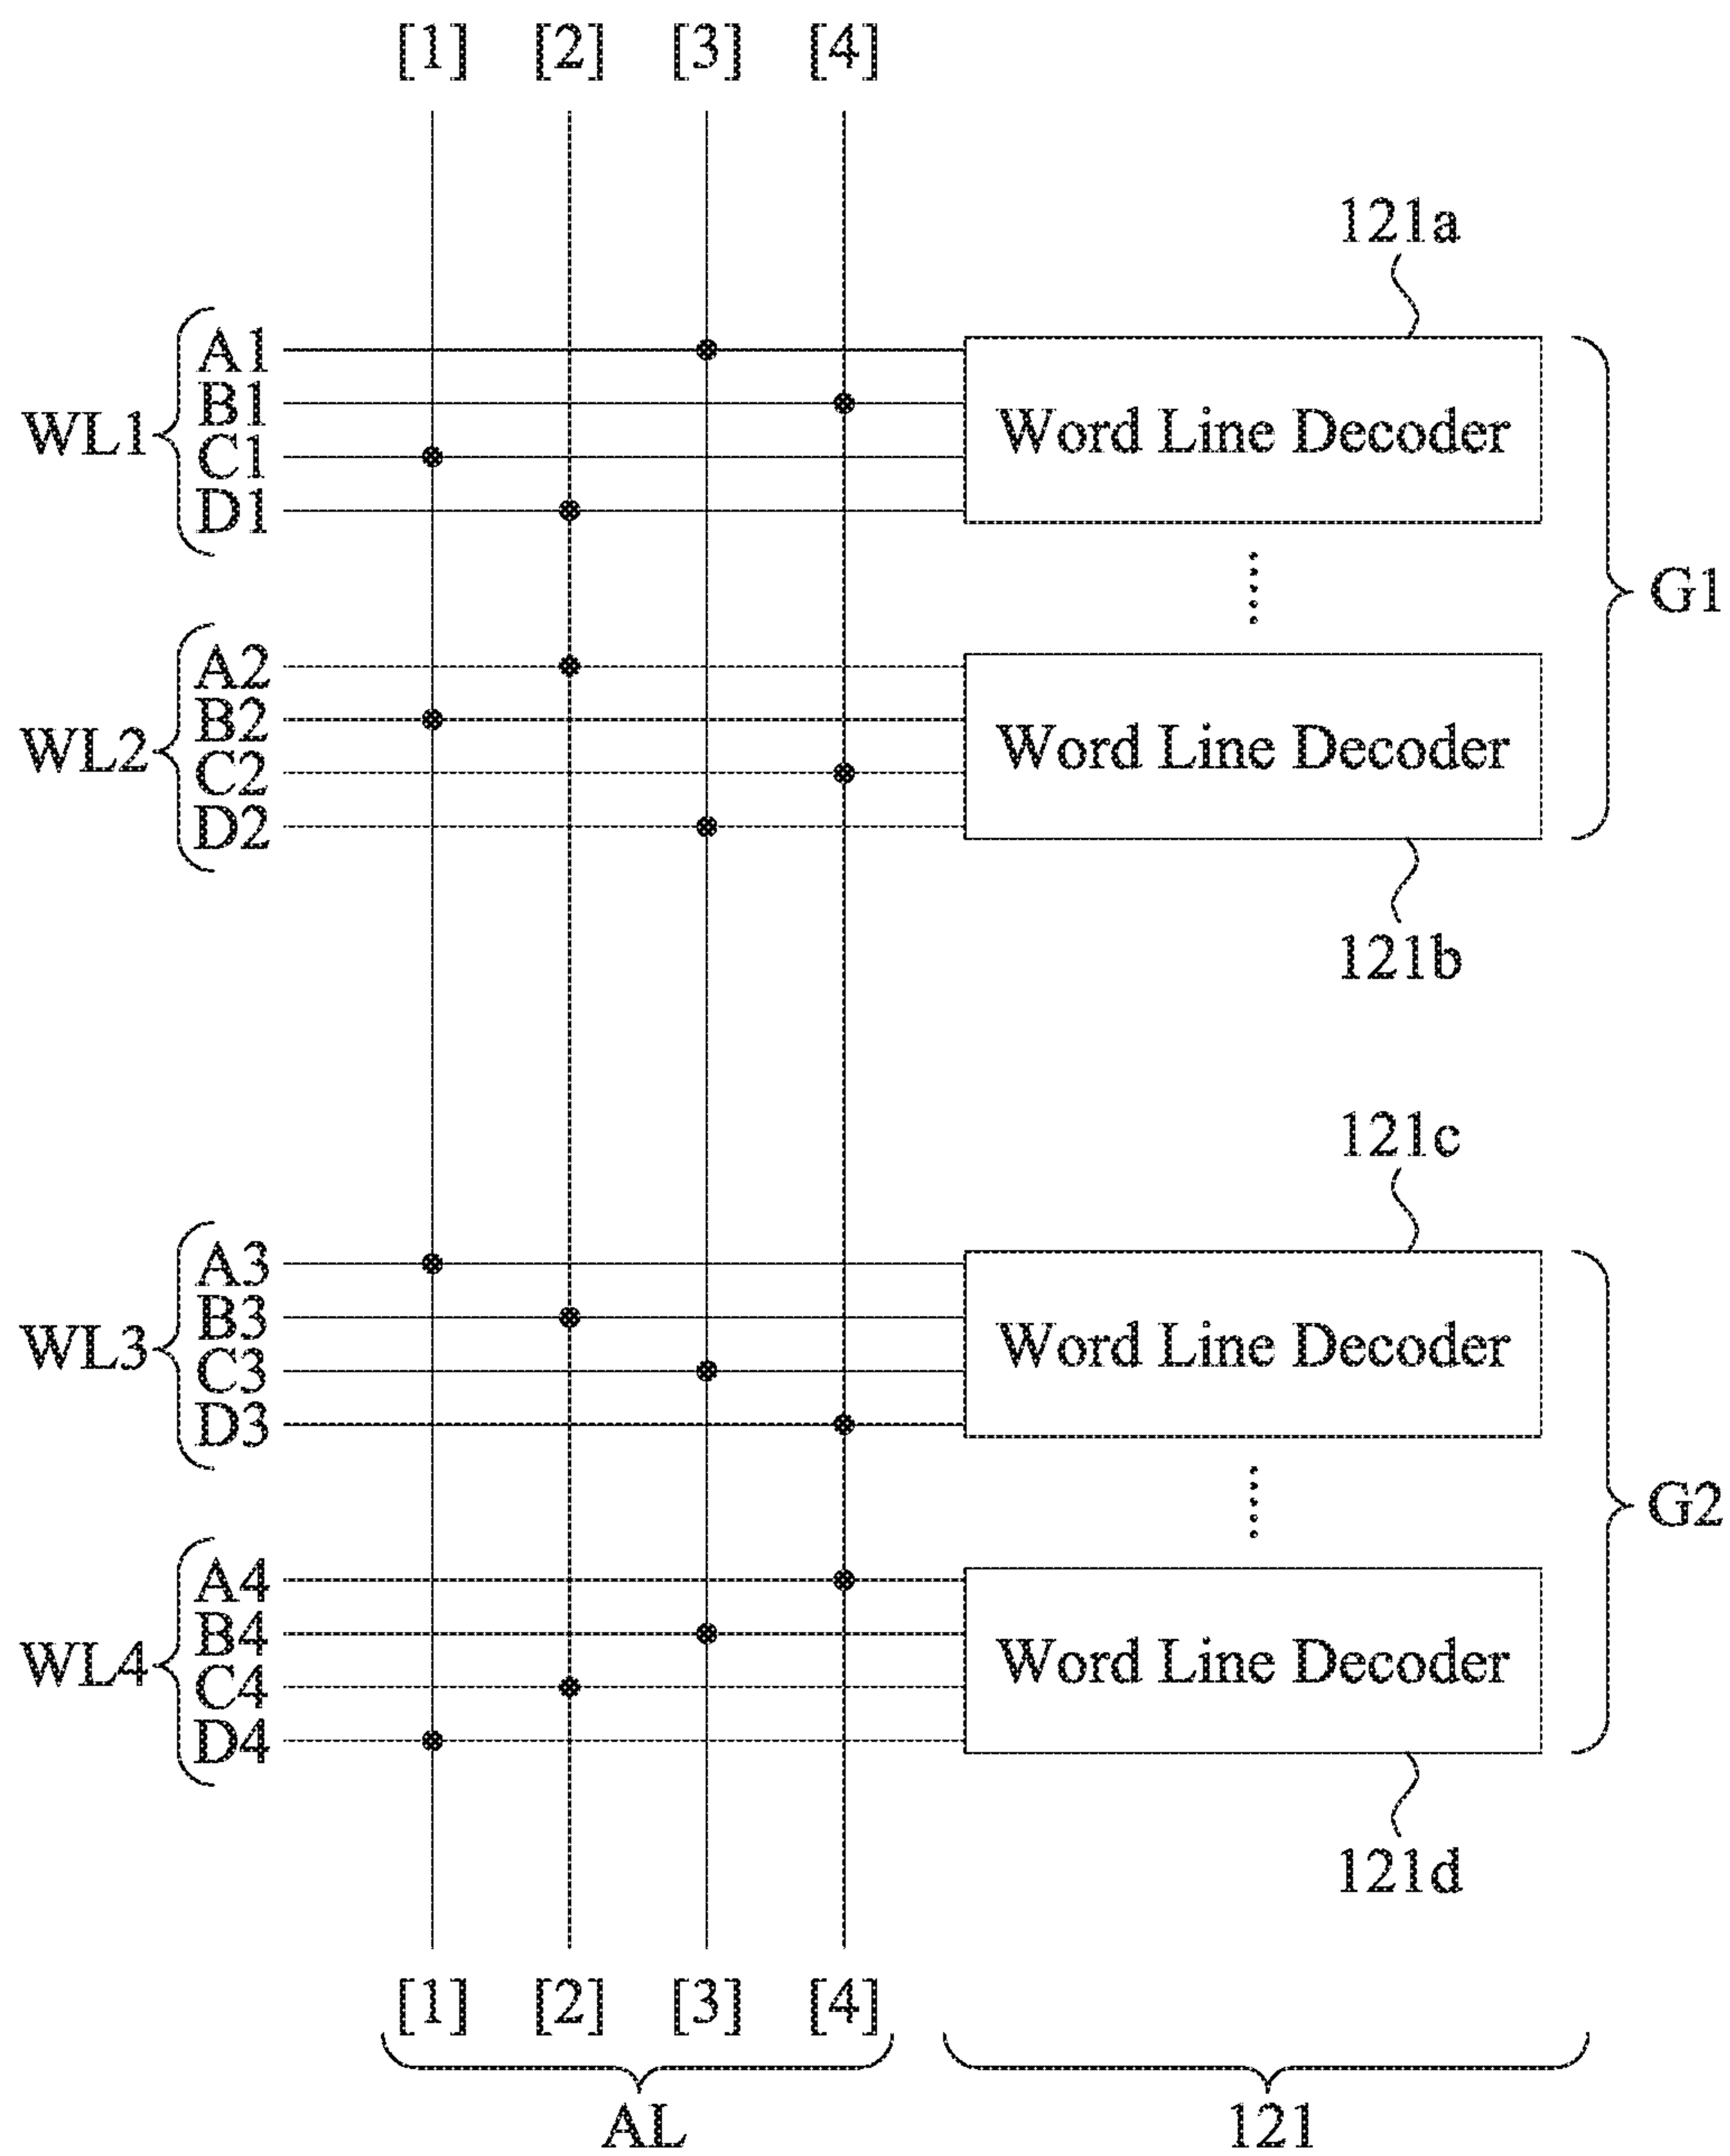 [1] [2] [3] [4]
121a
A1
B1
WL1
C1
D1
Word Line Decoder
G1
A2
B2
WL2
C2
D2
Word Line Decoder
121b
121c
A3
B3
WL3
C3
D3
Word Line Decoder
G2
A4
B4
WL4
C4
D4
Word Line Decoder
121d
[1] [2] [3] [4]
AL
121